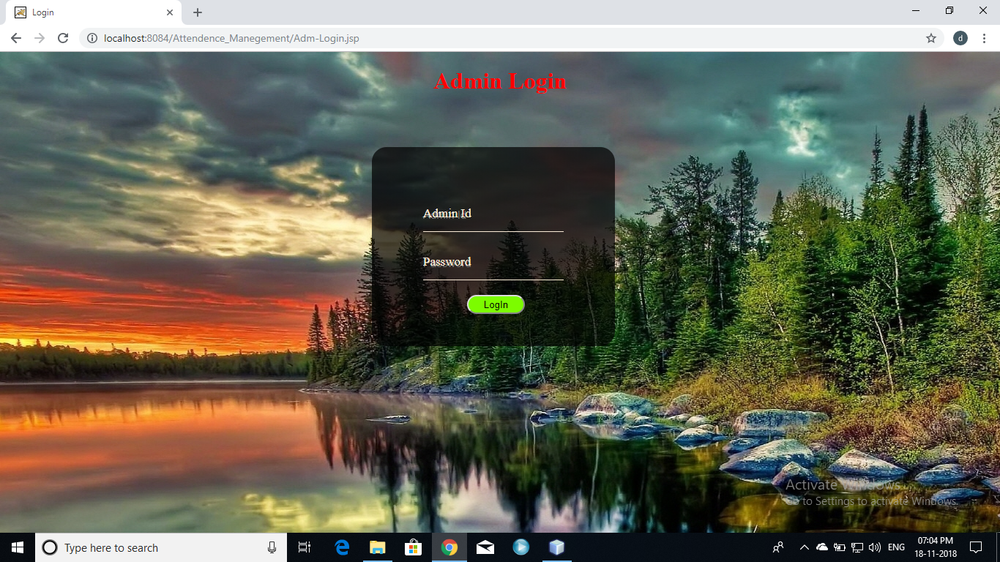 Login
localhost:8084/Attendence_Manegement/Adm-Login.jsp
d
Admin Login
Admin Id
Password
LogIn
Activate Windows
Go to Settings to activate Windows.
Type here to search
ENG
07:04 PM
18-11-2018